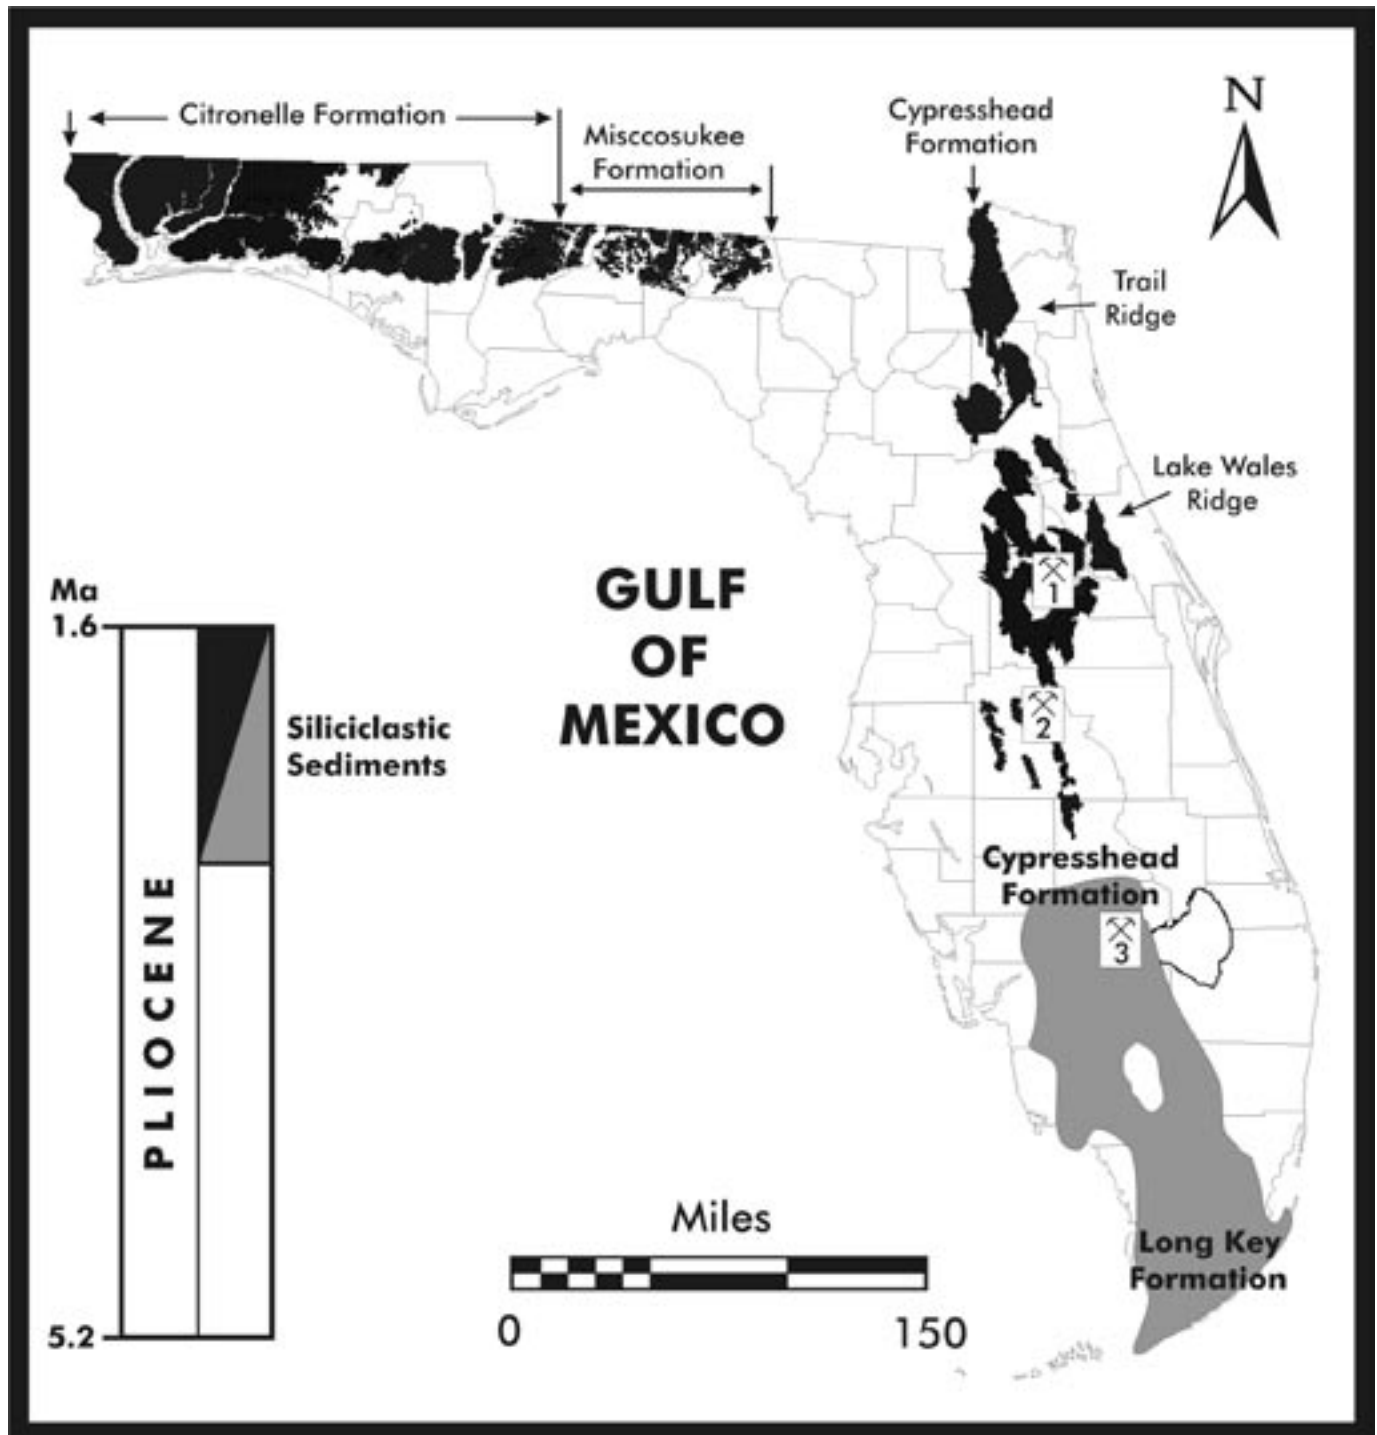 Citronelle Formation
Misccosukee
Formation
Cypresshead
Formation
N
Trail
Ridge
Lake Wales
Ridge
GULF
OF
MEXICO
Ma
1.6
Siliciclastic
Sediments
PLIOCENE
5.2
1
2
Cypresshead
Formation
3
Long Key
Formation
Miles
0
150